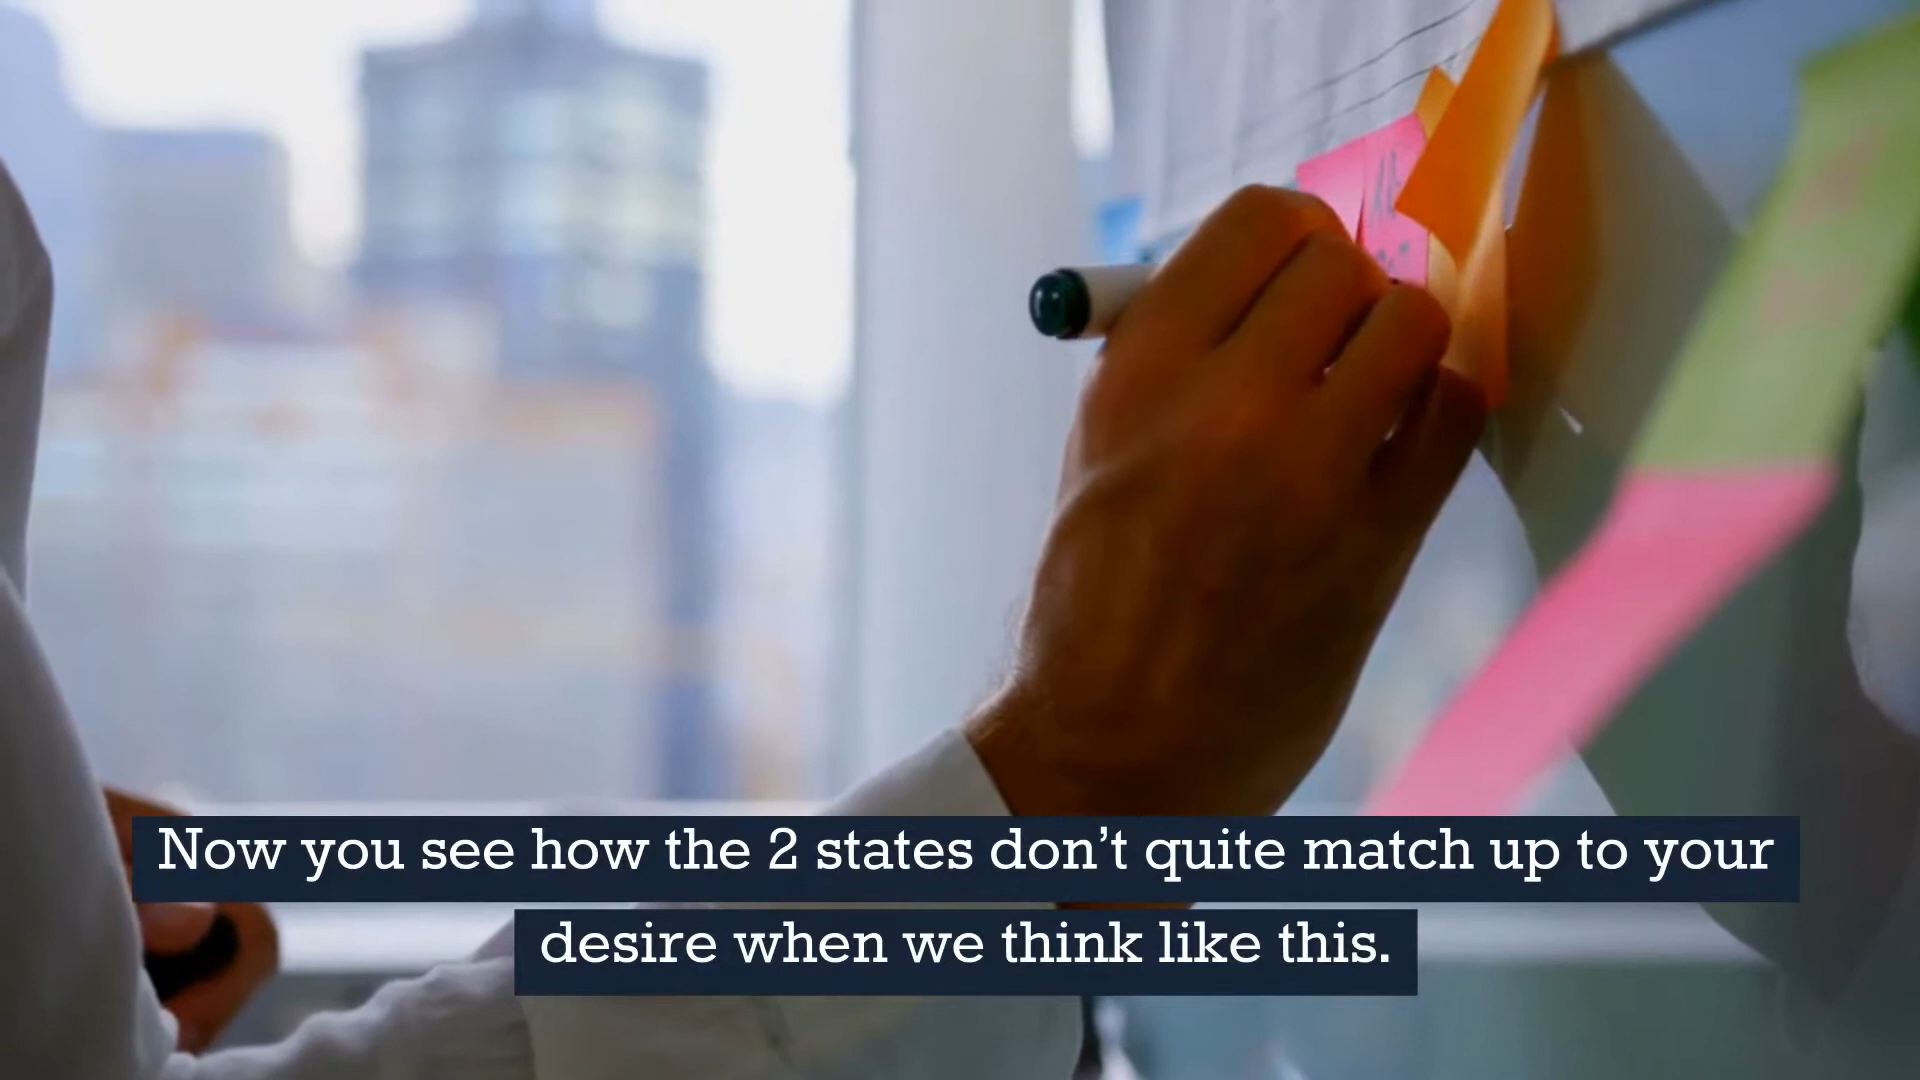 Now you see how the 2 states don’t quite match up to your
desire when we think like this.